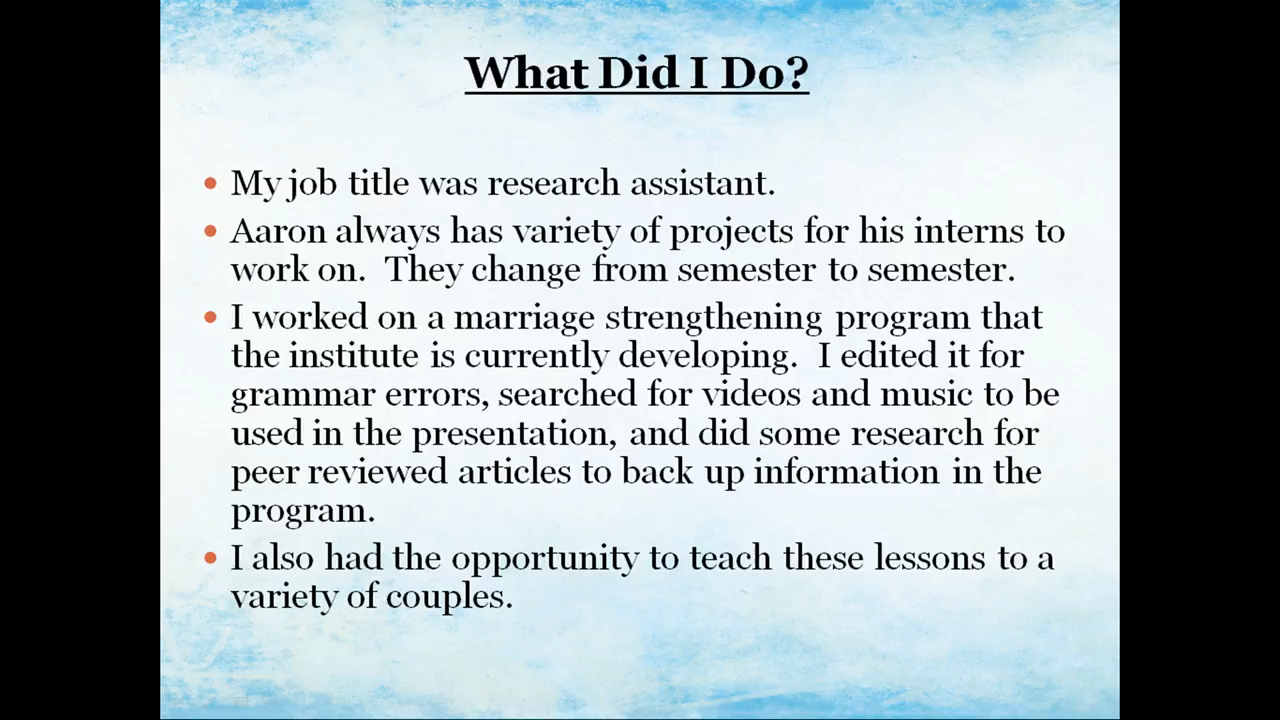 What Did I Do?
• My job title was research assistant.
• Aaron always has variety of projects for his interns to
work on.  They change from semester to semester.
• I worked on a marriage strengthening program that
the institute is currently developing.  I edited it for
grammar errors, searched for videos and music to be
used in the presentation, and did some research for
peer reviewed articles to back up information in the
program.
• I also had the opportunity to teach these lessons to a
variety of couples.